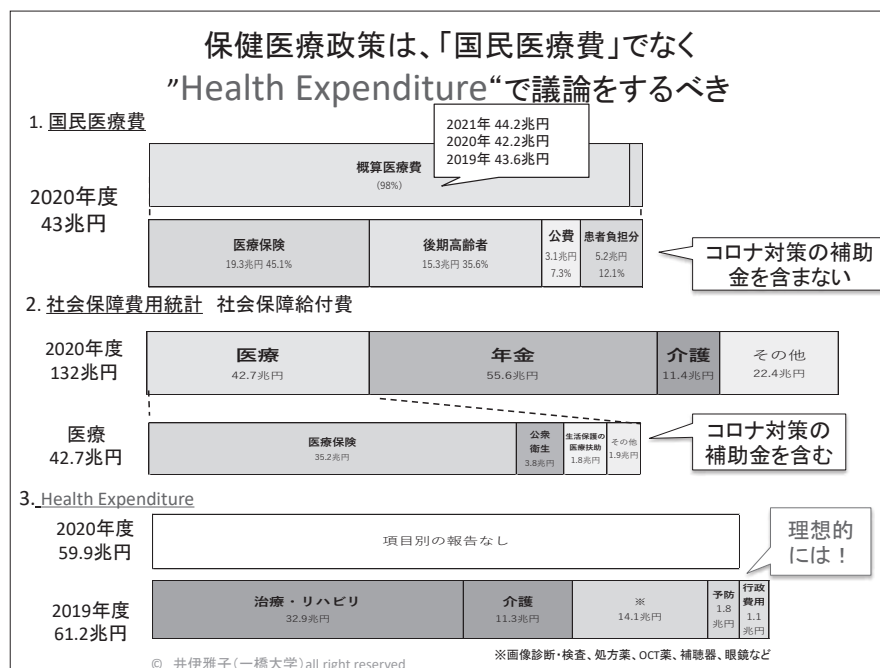 保健医療政策は、「国民医療費」でなく
”Health Expenditure“で議論をするべき
1. 国民医療費
2021年 44.2兆円
2020年 42.2兆円
2019年 43.6兆円
概算医療費
(98%)
2020年度
43兆円
医療保険
19.3兆円 45.1%
後期高齢者
15.3兆円 35.6%
公費
3.1兆円
7.3%
患者負担分
5.2兆円
12.1%
コロナ対策の補助
金を含まない
2. 社会保障費用統計 社会保障給付費
2020年度
132兆円
医療
42.7兆円
年金
55.6兆円
介護
11.4兆円
その他
22.4兆円
医療
42.7兆円
医療保険
35.2兆円
公衆
衛生
3.8兆円
生活保護の
医療扶助
1.8兆円
その他
1.9兆円
コロナ対策の
補助金を含む
3. Health Expenditure
2020年度
59.9兆円
項目別の報告なし
理想的
には！
2019年度
61.2兆円
治療・リハビリ
32.9兆円
介護
11.3兆円
※
14.1兆円
予防
1.8
兆円
行政
費用
1.1
兆円
※画像診断・検査、処方薬、OCT薬、補聴器、眼鏡など
© 井伊雅子（一橋大学）all right reserved